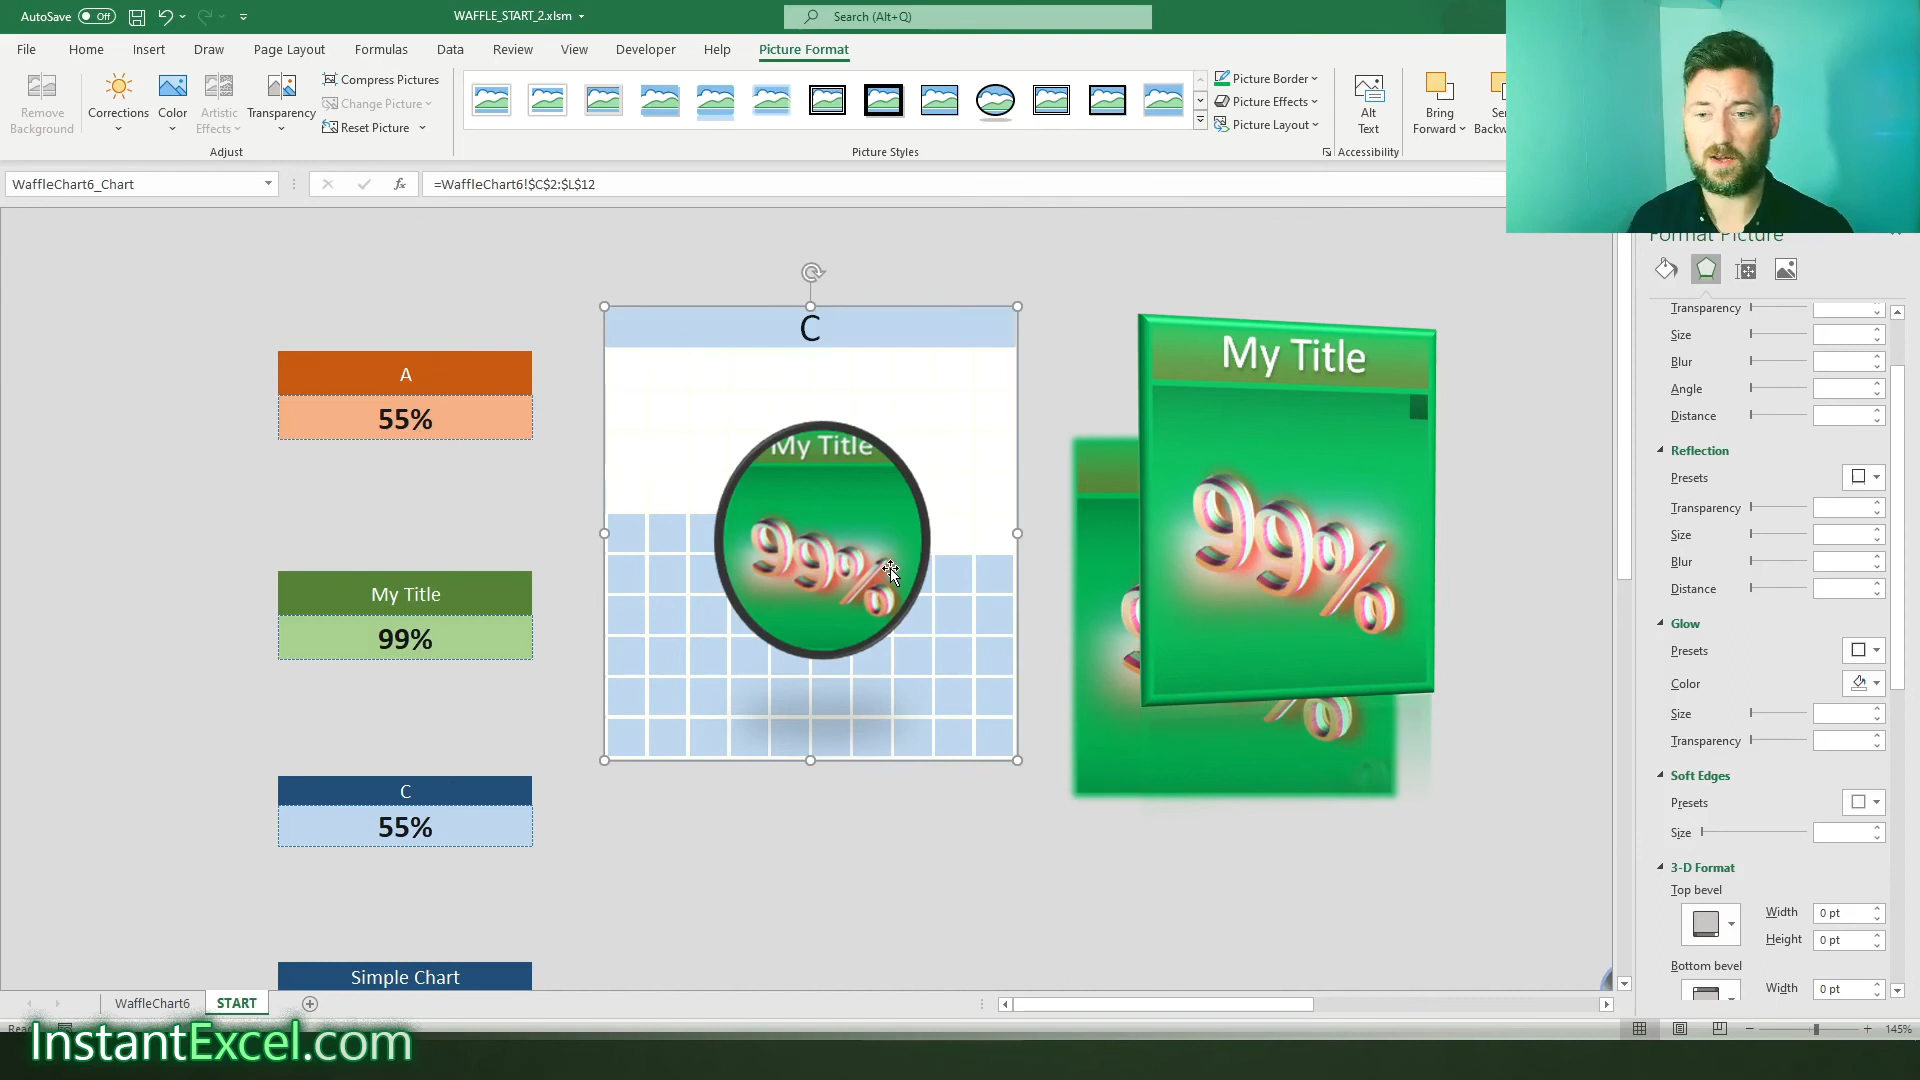 AutoSave Off
WAFFLE_START_2.xlsm
Search (Alt+Q)
File Home Insert Draw Page Layout Formulas Data Review View Developer Help Picture Format
Remove Background
Corrections
Color
Artistic Effects
Transparency
Compress Pictures
Change Picture
Reset Picture
Adjust
Picture Styles
Picture Border
Picture Effects
Picture Layout
Alt Text
Accessibility
Bring Forward
WaffleChart6_Chart
fx
=WaffleChart6!$C$2:$L$12
A
55%
My Title
99%
C
55%
Simple Chart
C
My Title
99%
My Title
99%
Format Picture
Transparency
Size
Blur
Angle
Distance
Reflection
Presets
Transparency
Size
Blur
Distance
Glow
Presets
Color
Size
Transparency
Soft Edges
Presets
Size
3-D Format
Top bevel
Width 0 pt
Height 0 pt
Bottom bevel
Width 0 pt
WaffleChart6 START
145%
InstantExcel.com